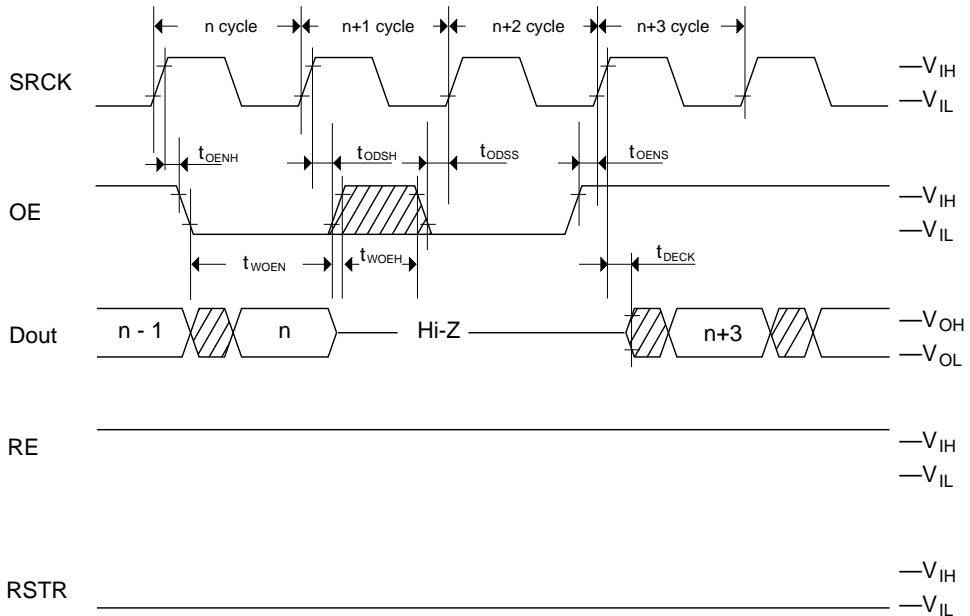 n cycle n+1 cycle n+2 cycle n+3 cycle
SRCK
VIH
VIL
tOENH tODSH tODSS tOENS
OE
VIH
VIL
tWOEN tWOEH tDECK
Dout
n - 1 n Hi-Z n+3
VOH
VOL
RE
VIH
VIL
RSTR
VIH
VIL